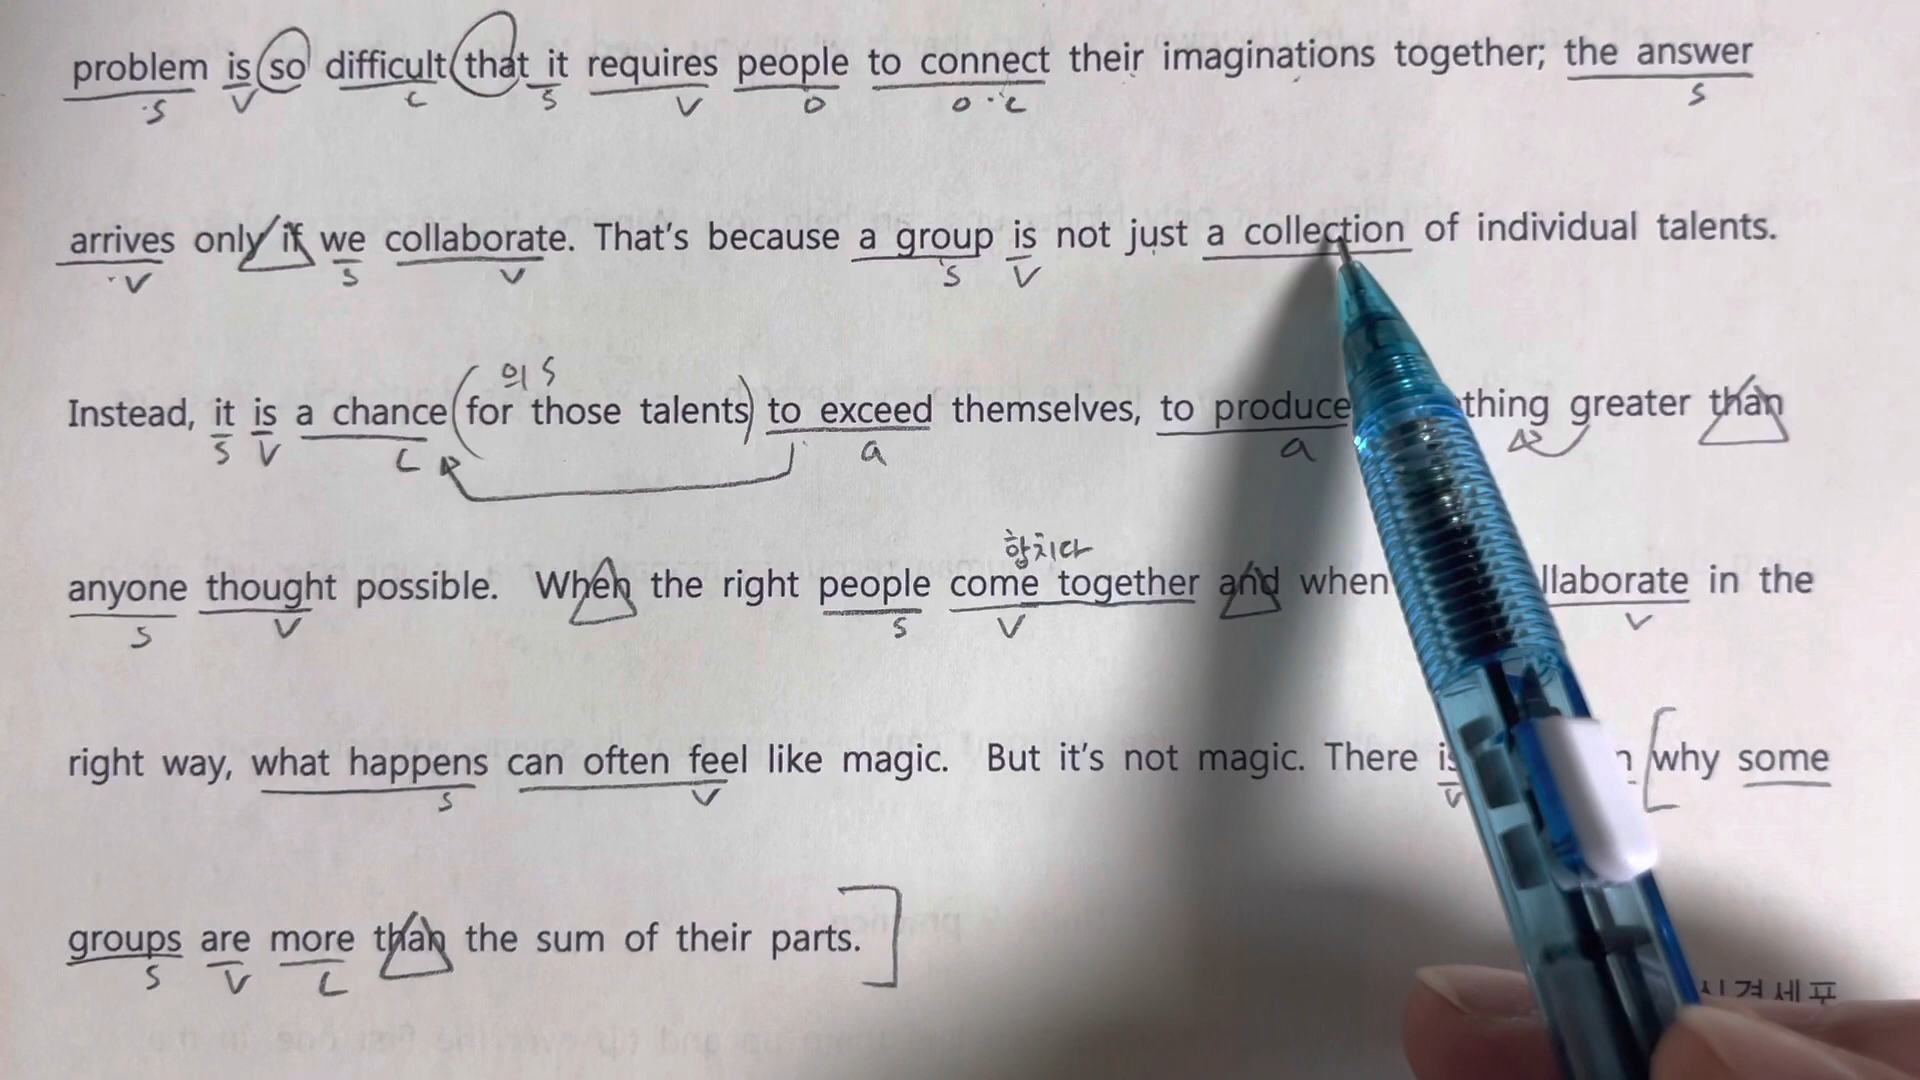 problem is so difficult that it requires people to connect their imaginations together; the answer
S V C S V O O·C S
arrives only if we collaborate. That's because a group is not just a collection of individual talents.
V S V S V
의 S
Instead, it is a chance for those talents to exceed themselves, to produce thing greater than
S V C a a
합치다
anyone thought possible. When the right people come together and when llaborate in the
S V S V V
right way, what happens can often feel like magic. But it's not magic. There is why some
S V V
groups are more than the sum of their parts.
S V C